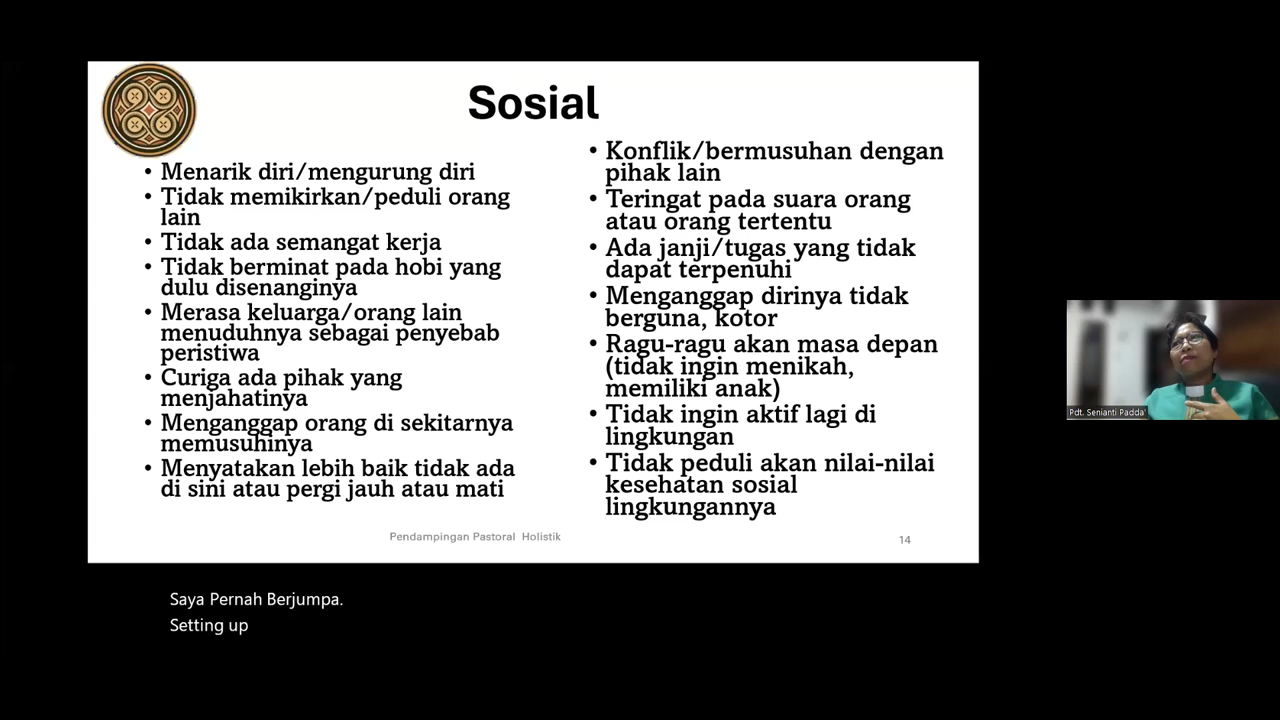 Sosial
• Menarik diri/mengurung diri
• Tidak memikirkan/peduli orang
lain
• Tidak ada semangat kerja
• Tidak berminat pada hobi yang
dulu disenanginya
• Merasa keluarga/orang lain
menuduhnya sebagai penyebab
peristiwa
• Curiga ada pihak yang
menjahatinya
• Menganggap orang di sekitarnya
memusuhinya
• Menyatakan lebih baik tidak ada
di sini atau pergi jauh atau mati
• Konflik/bermusuhan dengan
pihak lain
• Teringat pada suara orang
atau orang tertentu
• Ada janji/tugas yang tidak
dapat terpenuhi
• Menganggap dirinya tidak
berguna, kotor
• Ragu-ragu akan masa depan
(tidak ingin menikah,
memiliki anak)
• Tidak ingin aktif lagi di
lingkungan
• Tidak peduli akan nilai-nilai
kesehatan sosial
lingkungannya
Pendampingan Pastoral Holistik
14
Pdt. Senianti Padda'
Saya Pernah Berjumpa.
Setting up